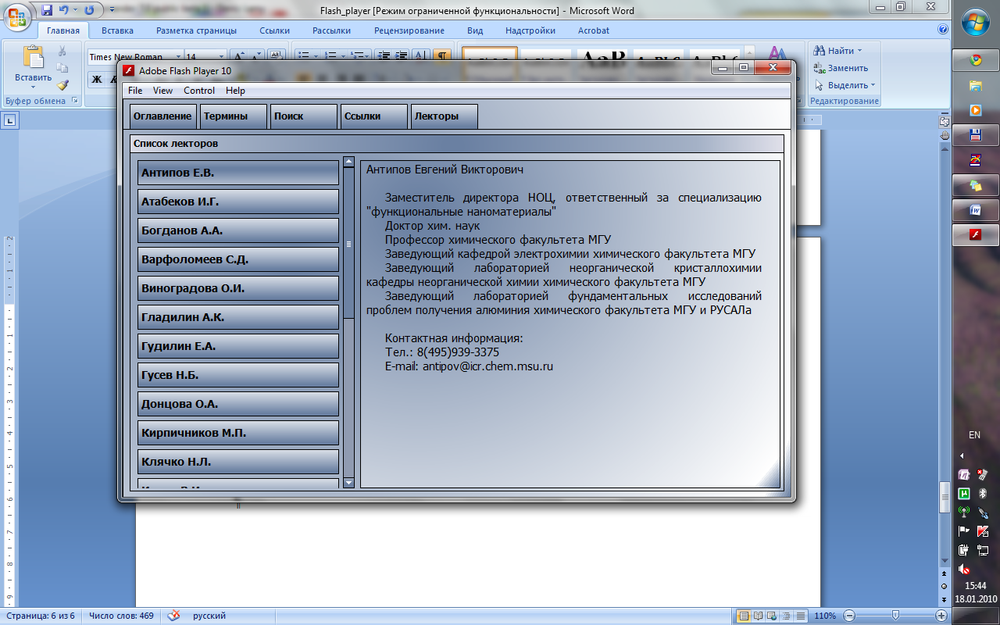 Flash_player [Режим ограниченной функциональности] - Microsoft Word
Главная
Вставка
Разметка страницы
Ссылки
Рассылки
Рецензирование
Вид
Надстройки
Acrobat
Вставить
Буфер обмена
Times New Roman
14
Ж
Найти
Заменить
Выделить
Редактирование
Adobe Flash Player 10
File View Control Help
Оглавление
Термины
Поиск
Ссылки
Лекторы
Список лекторов
Антипов Е.В.
Атабеков И.Г.
Богданов А.А.
Варфоломеев С.Д.
Виноградова О.И.
Гладилин А.К.
Гудилин Е.А.
Гусев Н.Б.
Донцова О.А.
Кирпичников М.П.
Клячко Н.Л.
Антипов Евгений Викторович
Заместитель директора НОЦ, ответственный за специализацию
"функциональные наноматериалы"
Доктор хим. наук
Профессор химического факультета МГУ
Заведующий кафедрой электрохимии химического факультета МГУ
Заведующий лабораторией неорганической кристаллохимии
кафедры неорганической химии химического факультета МГУ
Заведующий лабораторией фундаментальных исследований
проблем получения алюминия химического факультета МГУ и РУСАЛа
Контактная информация:
Тел.: 8(495)939-3375
E-mail: antipov@icr.chem.msu.ru
EN
15:44
18.01.2010
Страница: 6 из 6
Число слов: 469
русский
110%